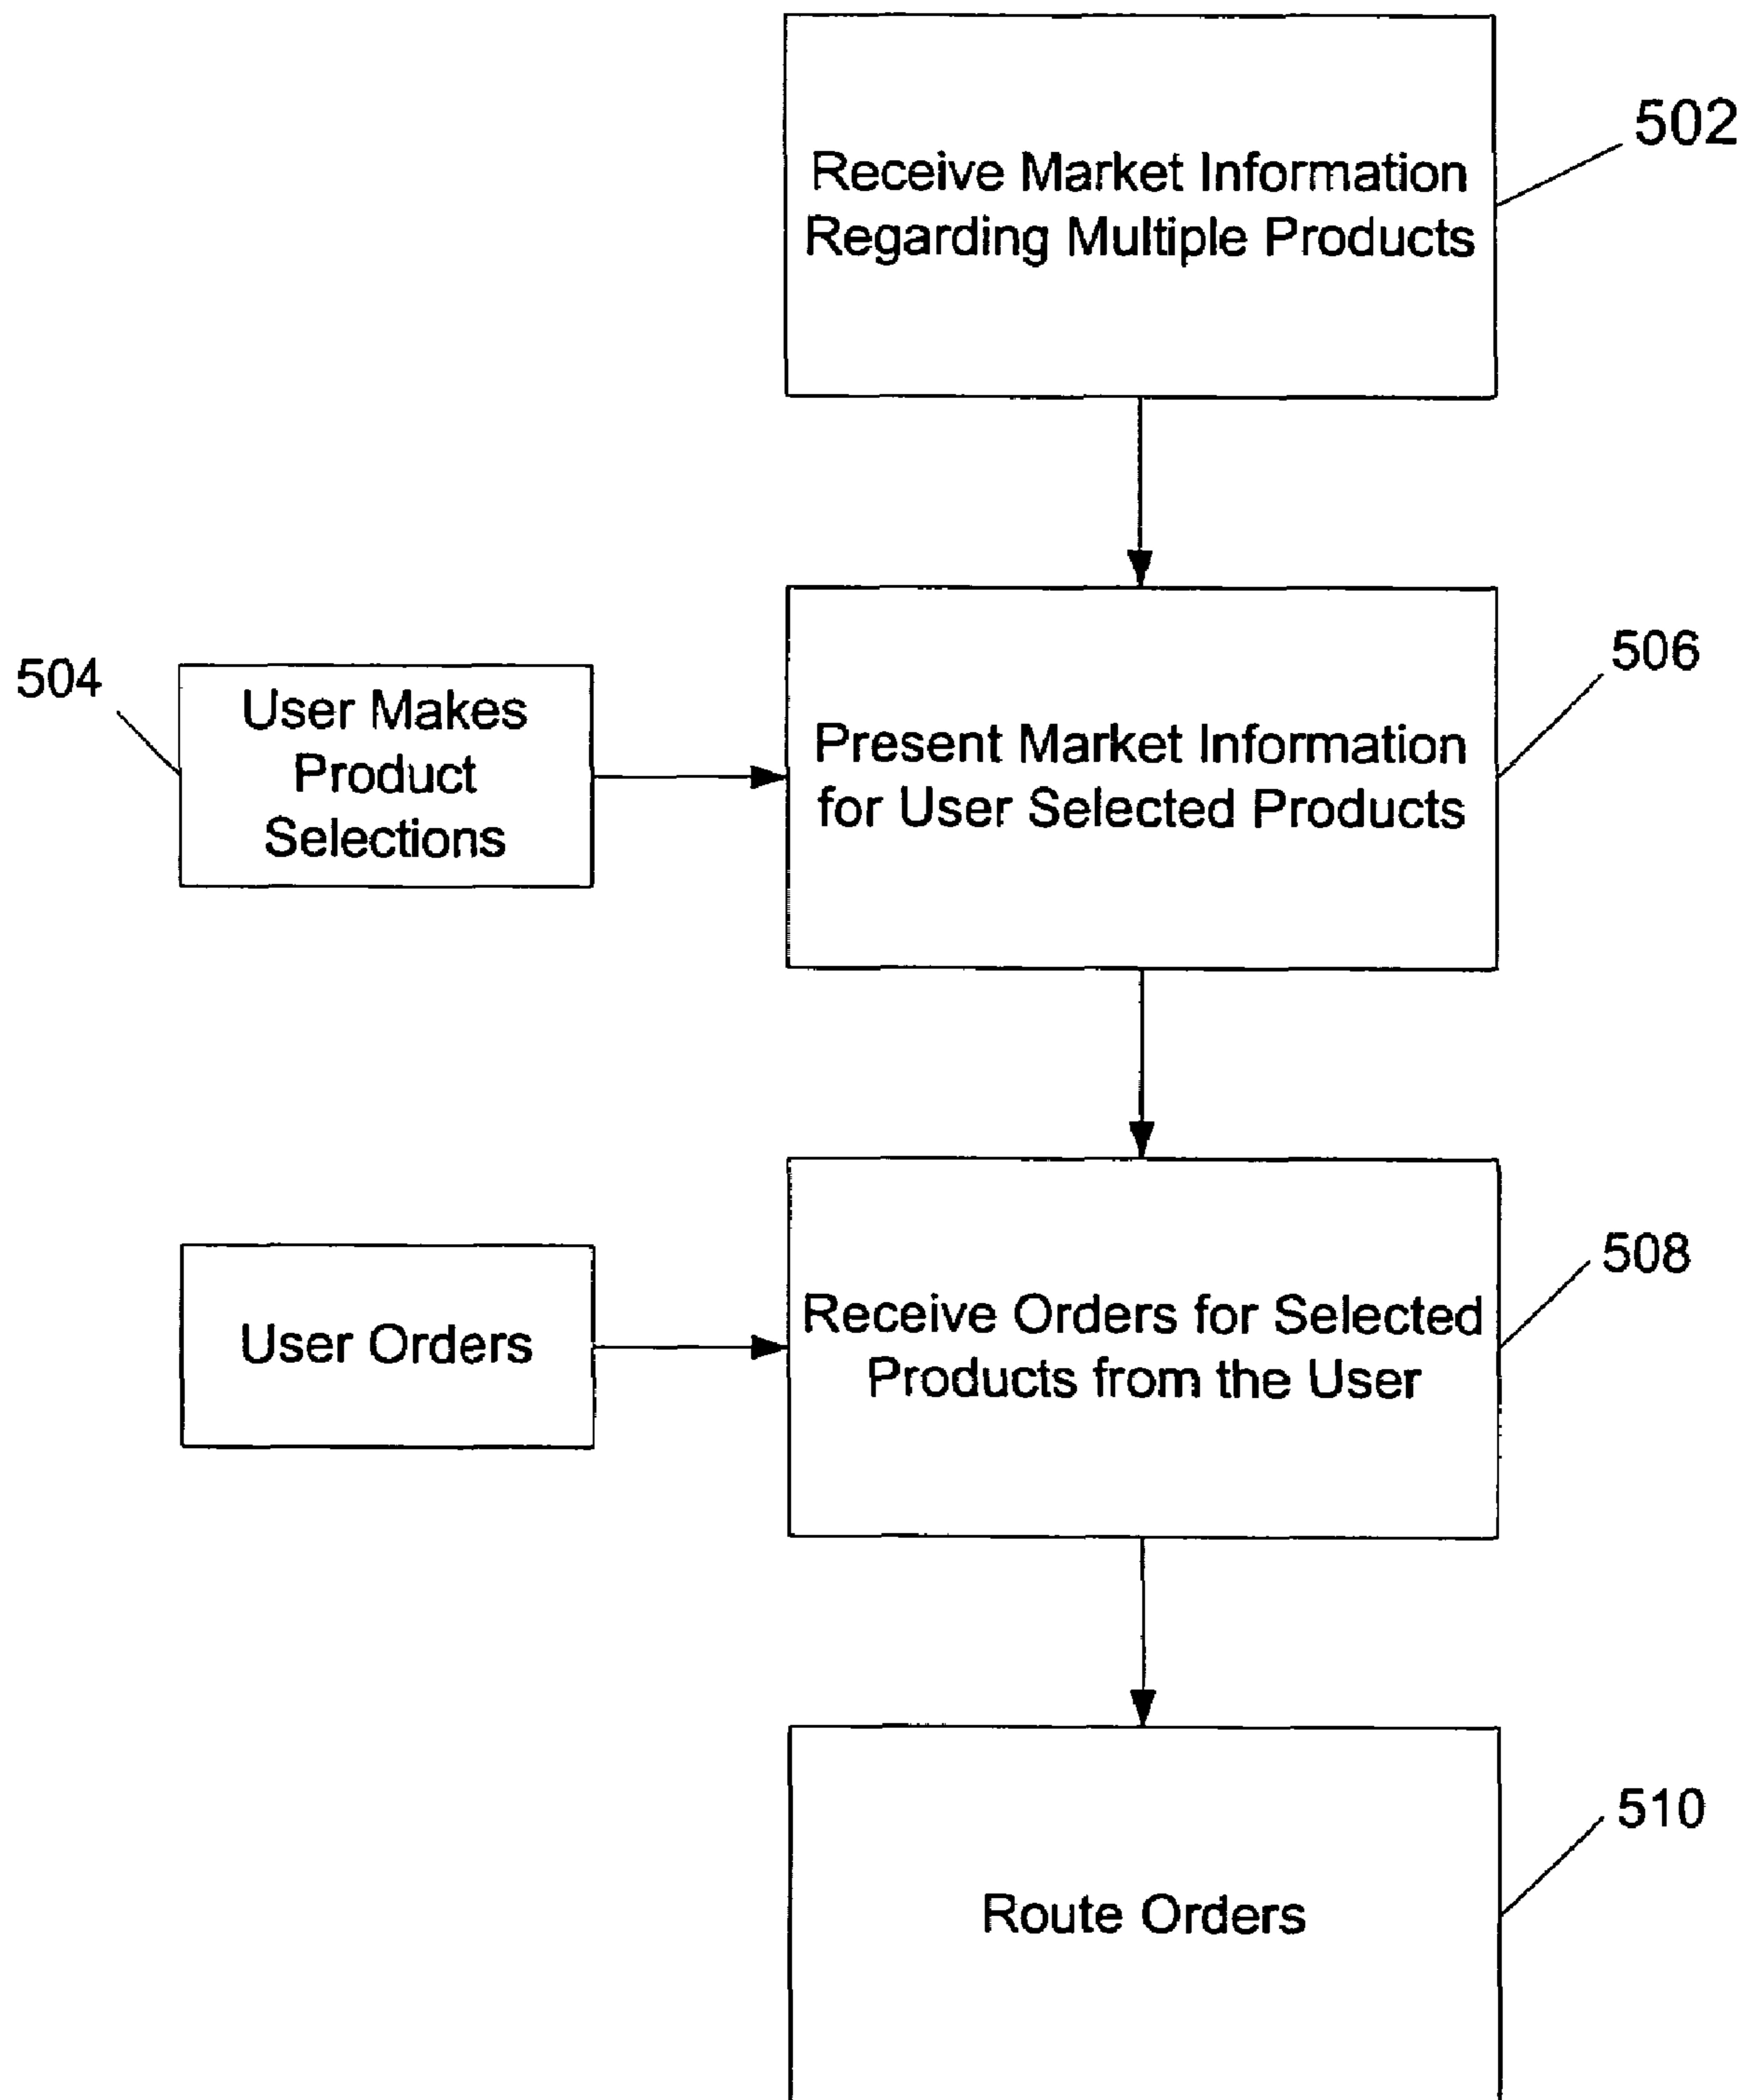 Receive Market Information
Regarding Multiple Products
502
504
User Makes
Product
Selections
Present Market Information
for User Selected Products
506
User Orders
Receive Orders for Selected
Products from the User
508
Route Orders
510